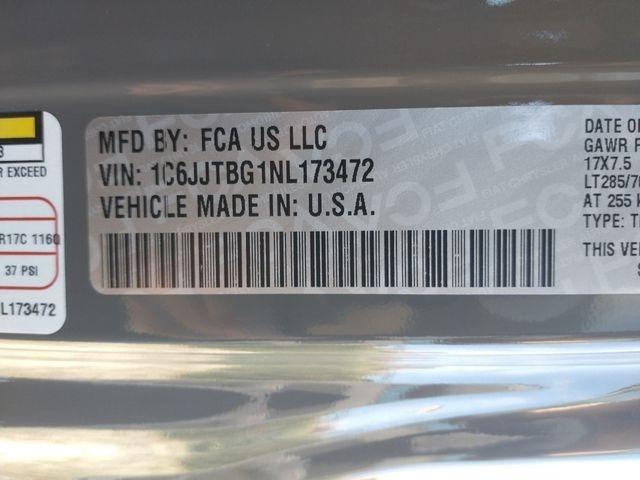 MFD BY: FCA US LLC
VIN: 1C6JJTBG1NL173472
VEHICLE MADE IN: U.S.A.
EXCEED
R17C 116Q
37 PSI
L173472
DATE OF
GAWR
17X7.5
LT285/70
AT 255
TYPE:
THIS VE